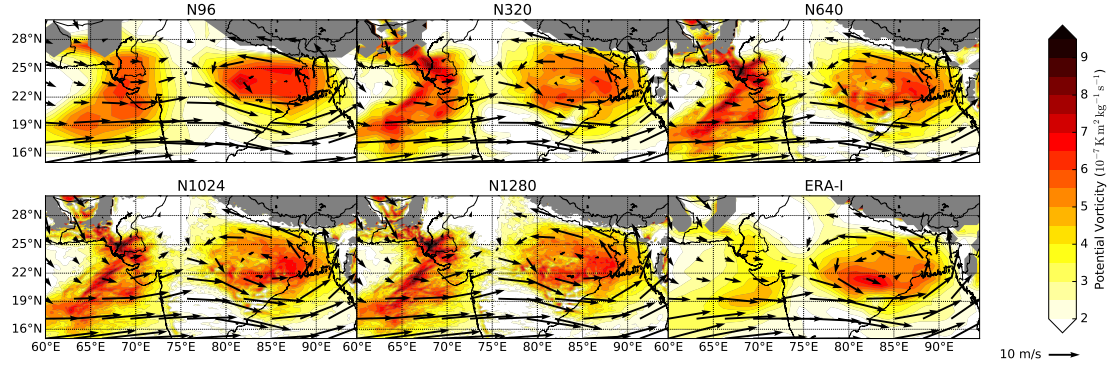 N96 N320 N640
28°N
25°N
22°N
19°N
16°N
N1024 N1280 ERA-I
28°N
25°N
22°N
19°N
16°N
60°E 65°E 70°E 75°E 80°E 85°E 90°E 60°E 65°E 70°E 75°E 80°E 85°E 90°E 60°E 65°E 70°E 75°E 80°E 85°E 90°E
9
8
7
6
5
4
3
2
Potential Vorticity (10⁻⁷ K m² kg⁻¹ s⁻¹)
10 m/s